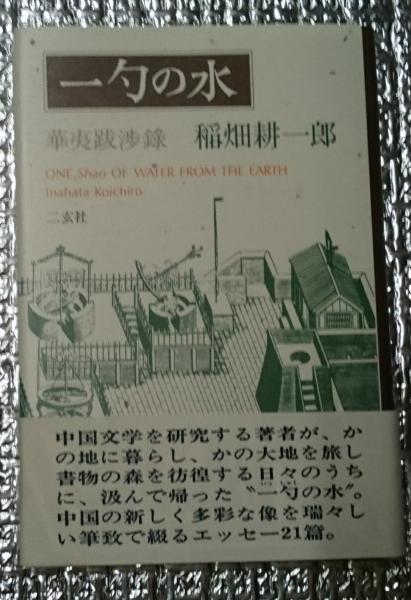 一勺の水
華夷跋渉録 稲畑耕一郎
ONE, Shao OF WATER FROM THE EARTH
Inahata Koichiro
二玄社
中国文学を研究する著者が、か
の地に暮らし、かの大地を旅し
書物の森を彷徨する日々のうち
に、汲んで帰った〝一勺の水〟。
中国の新しく多彩な像を瑞々し
い筆致で綴るエッセー21篇。